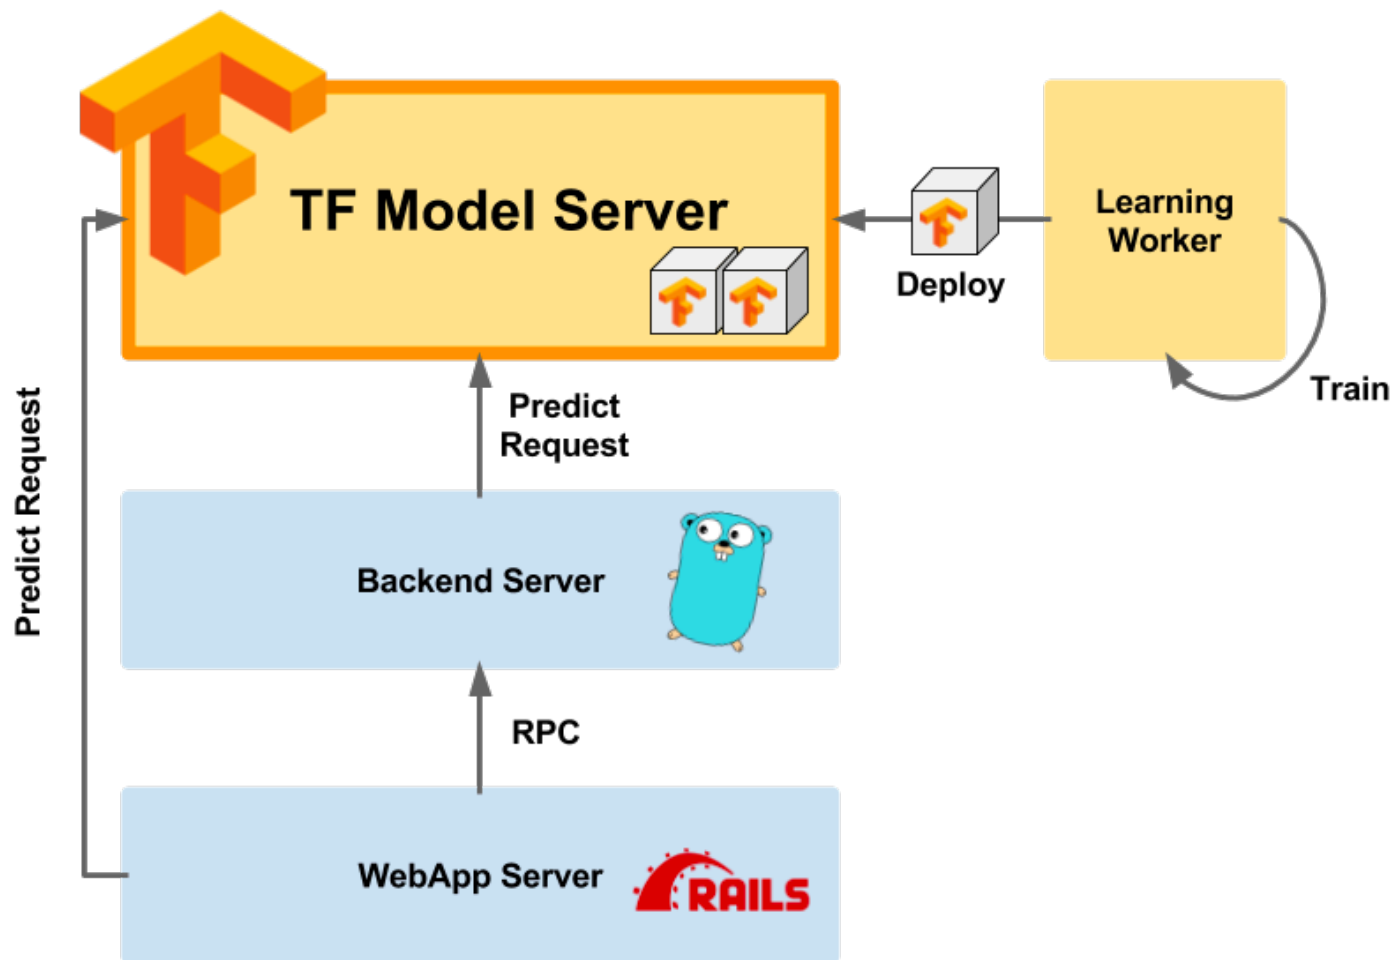 TF Model Server
Learning
Worker
Deploy
Train
Predict
Request
Predict Request
Backend Server
RPC
WebApp Server
RAILS